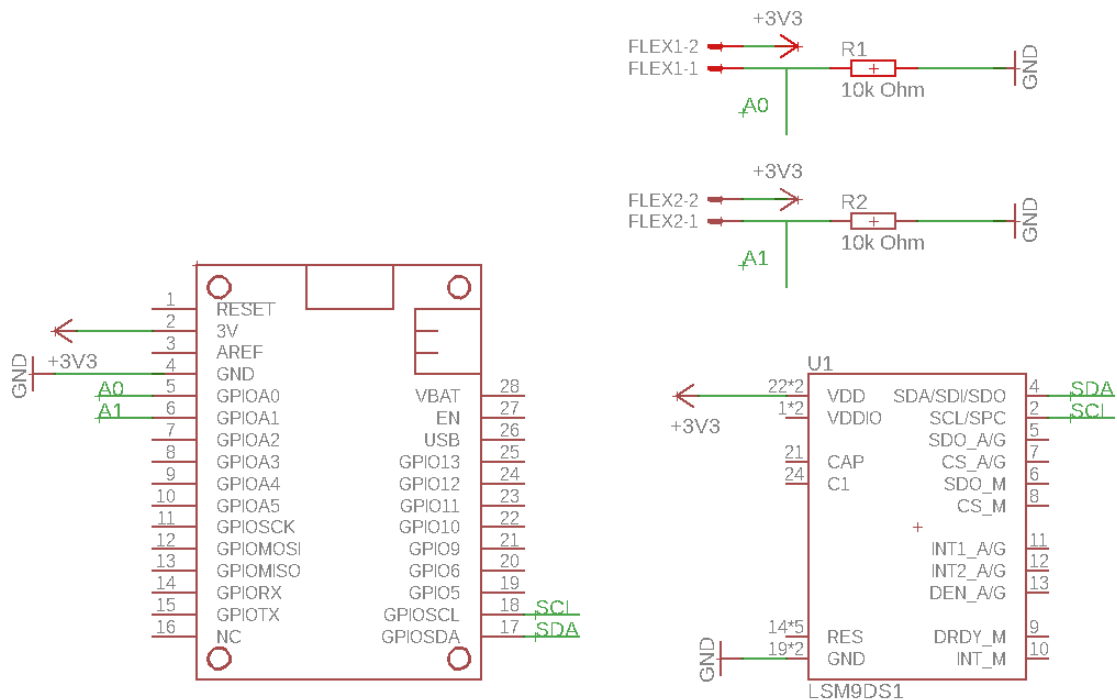 +3V3
FLEX1-2
FLEX1-1
R1
10k Ohm
GND
A0
+3V3
FLEX2-2
FLEX2-1
R2
10k Ohm
GND
A1
1 RESET
2 3V
3 AREF
4 GND
5 GPIOA0
6 GPIOA1
7 GPIOA2
8 GPIOA3
9 GPIOA4
10 GPIOA5
11 GPIOSCK
12 GPIOMOSI
13 GPIOMISO
14 GPIORX
15 GPIOTX
16 NC
+3V3
GND
A0
A1
VBAT 28
EN 27
USB 26
GPIO13 25
GPIO12 24
GPIO11 23
GPIO10 22
GPIO9 21
GPIO6 20
GPIO5 19
GPIOSCL 18 SCL
GPIOSDA 17 SDA
U1
22*2 VDD
1*2 VDDIO
21 CAP
24 C1
14*5 RES
19*2 GND
+3V3
GND
SDA/SDI/SDO 4 SDA
SCL/SPC 2 SCL
SDO_A/G 5
CS_A/G 7
SDO_M 6
CS_M 8
INT1_A/G 11
INT2_A/G 12
DEN_A/G 13
DRDY_M 9
INT_M 10
LSM9DS1